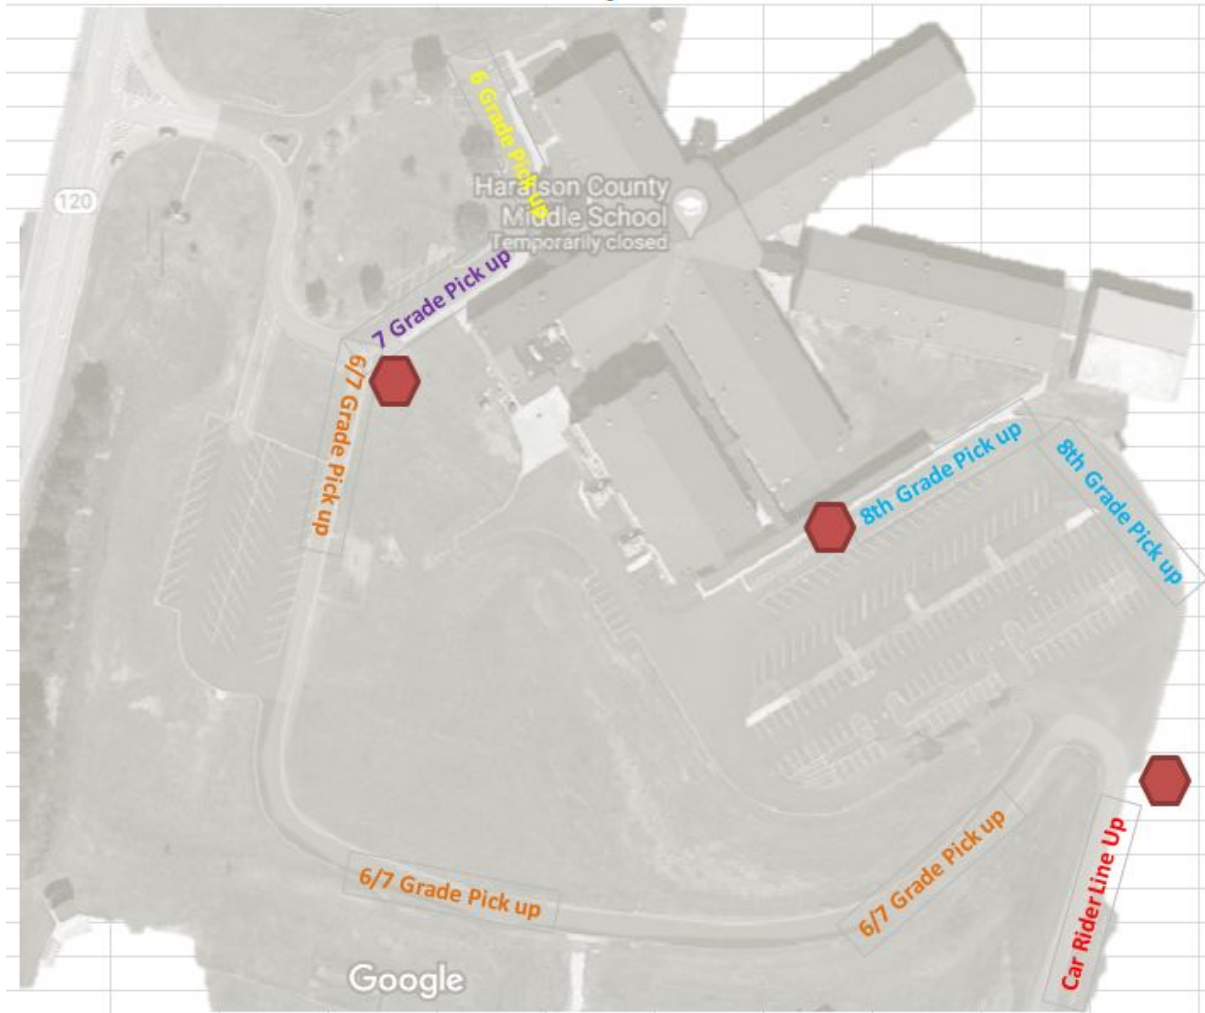 6 Grade Pick up
120
Haralson County
Middle School
Temporarily closed
7 Grade Pick up
6/7 Grade Pick up
8th Grade Pick up
8th Grade Pick up
6/7 Grade Pick up
6/7 Grade Pick up
Car Rider Line Up
Google